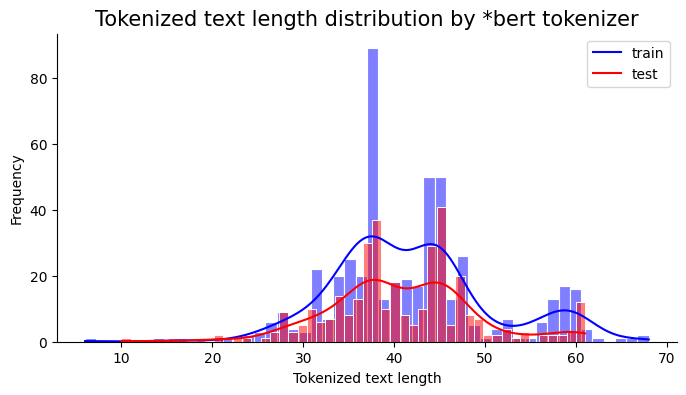 Tokenized text length distribution by *bert tokenizer
train
test
Frequency
80
60
40
20
0
10 20 30 40 50 60 70
Tokenized text length